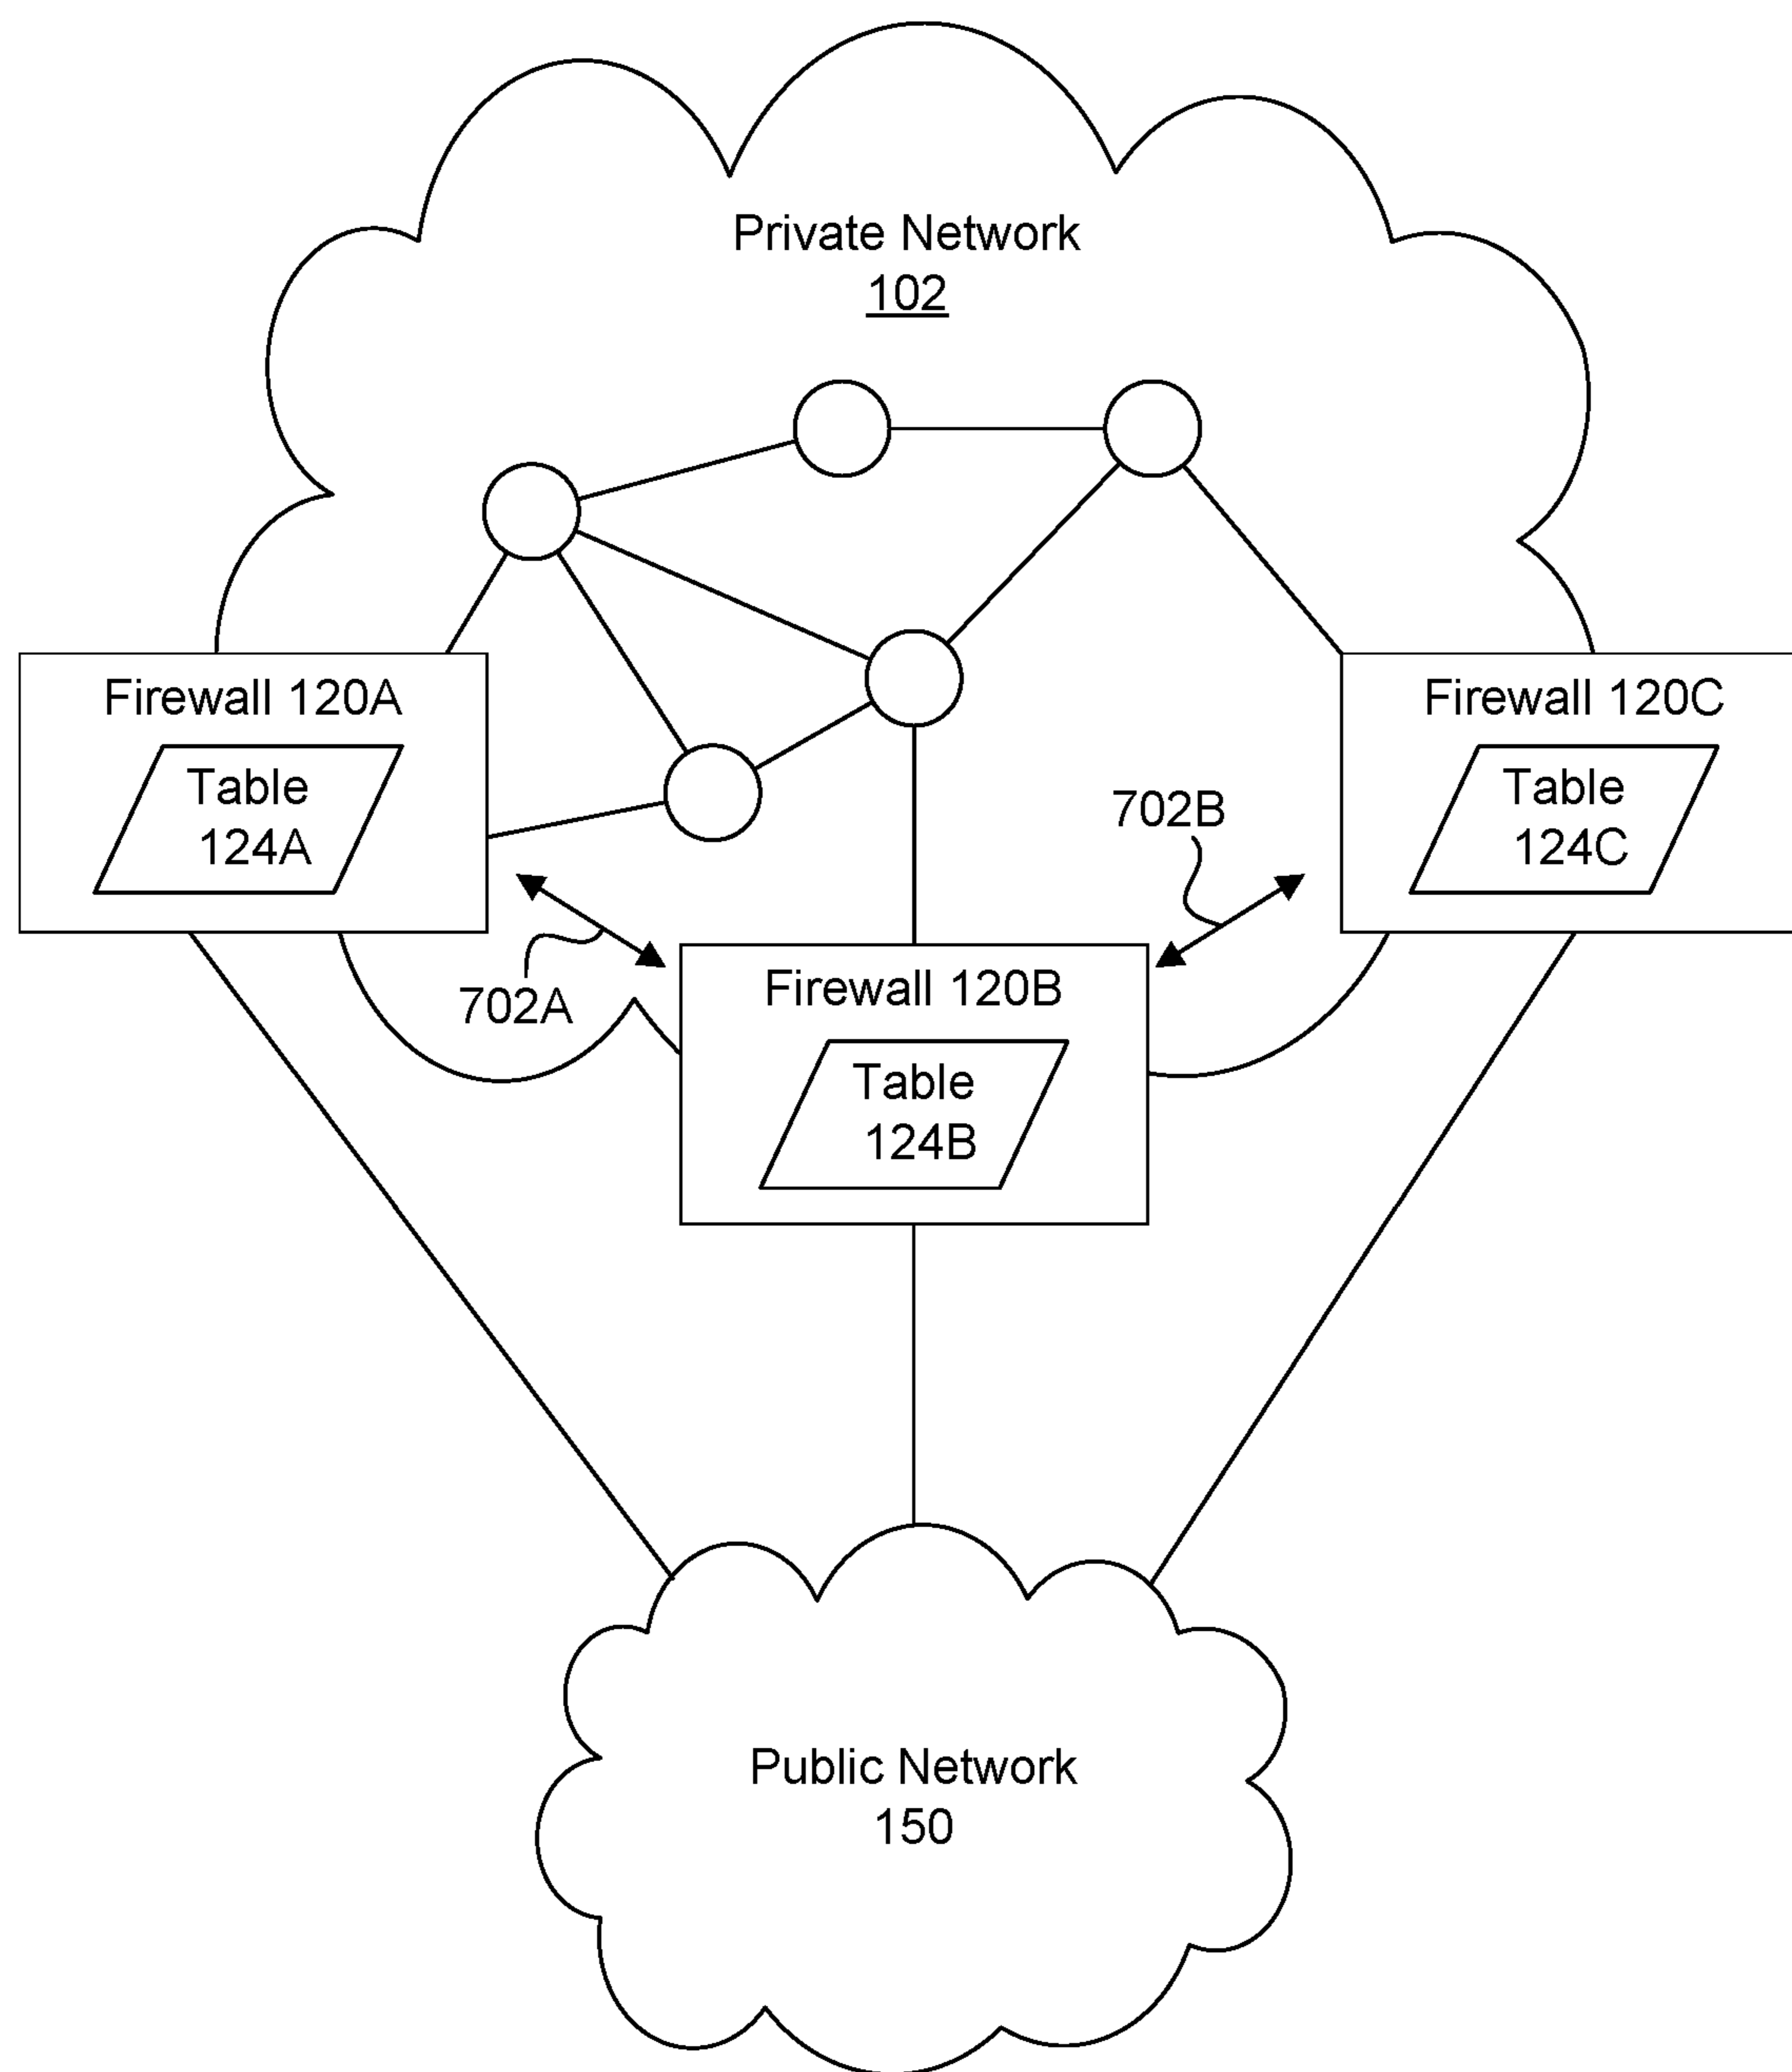 Private Network
102
Firewall 120A
Table
124A
Firewall 120C
Table
124C
702B
702A
Firewall 120B
Table
124B
Public Network
150